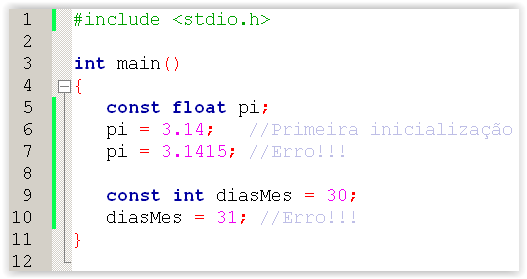 1 #include <stdio.h>
2
3 int main()
4 {
5 const float pi;
6 pi = 3.14; //Primeira inicialização
7 pi = 3.1415; //Erro!!!
8
9 const int diasMes = 30;
10 diasMes = 31; //Erro!!!
11 }
12